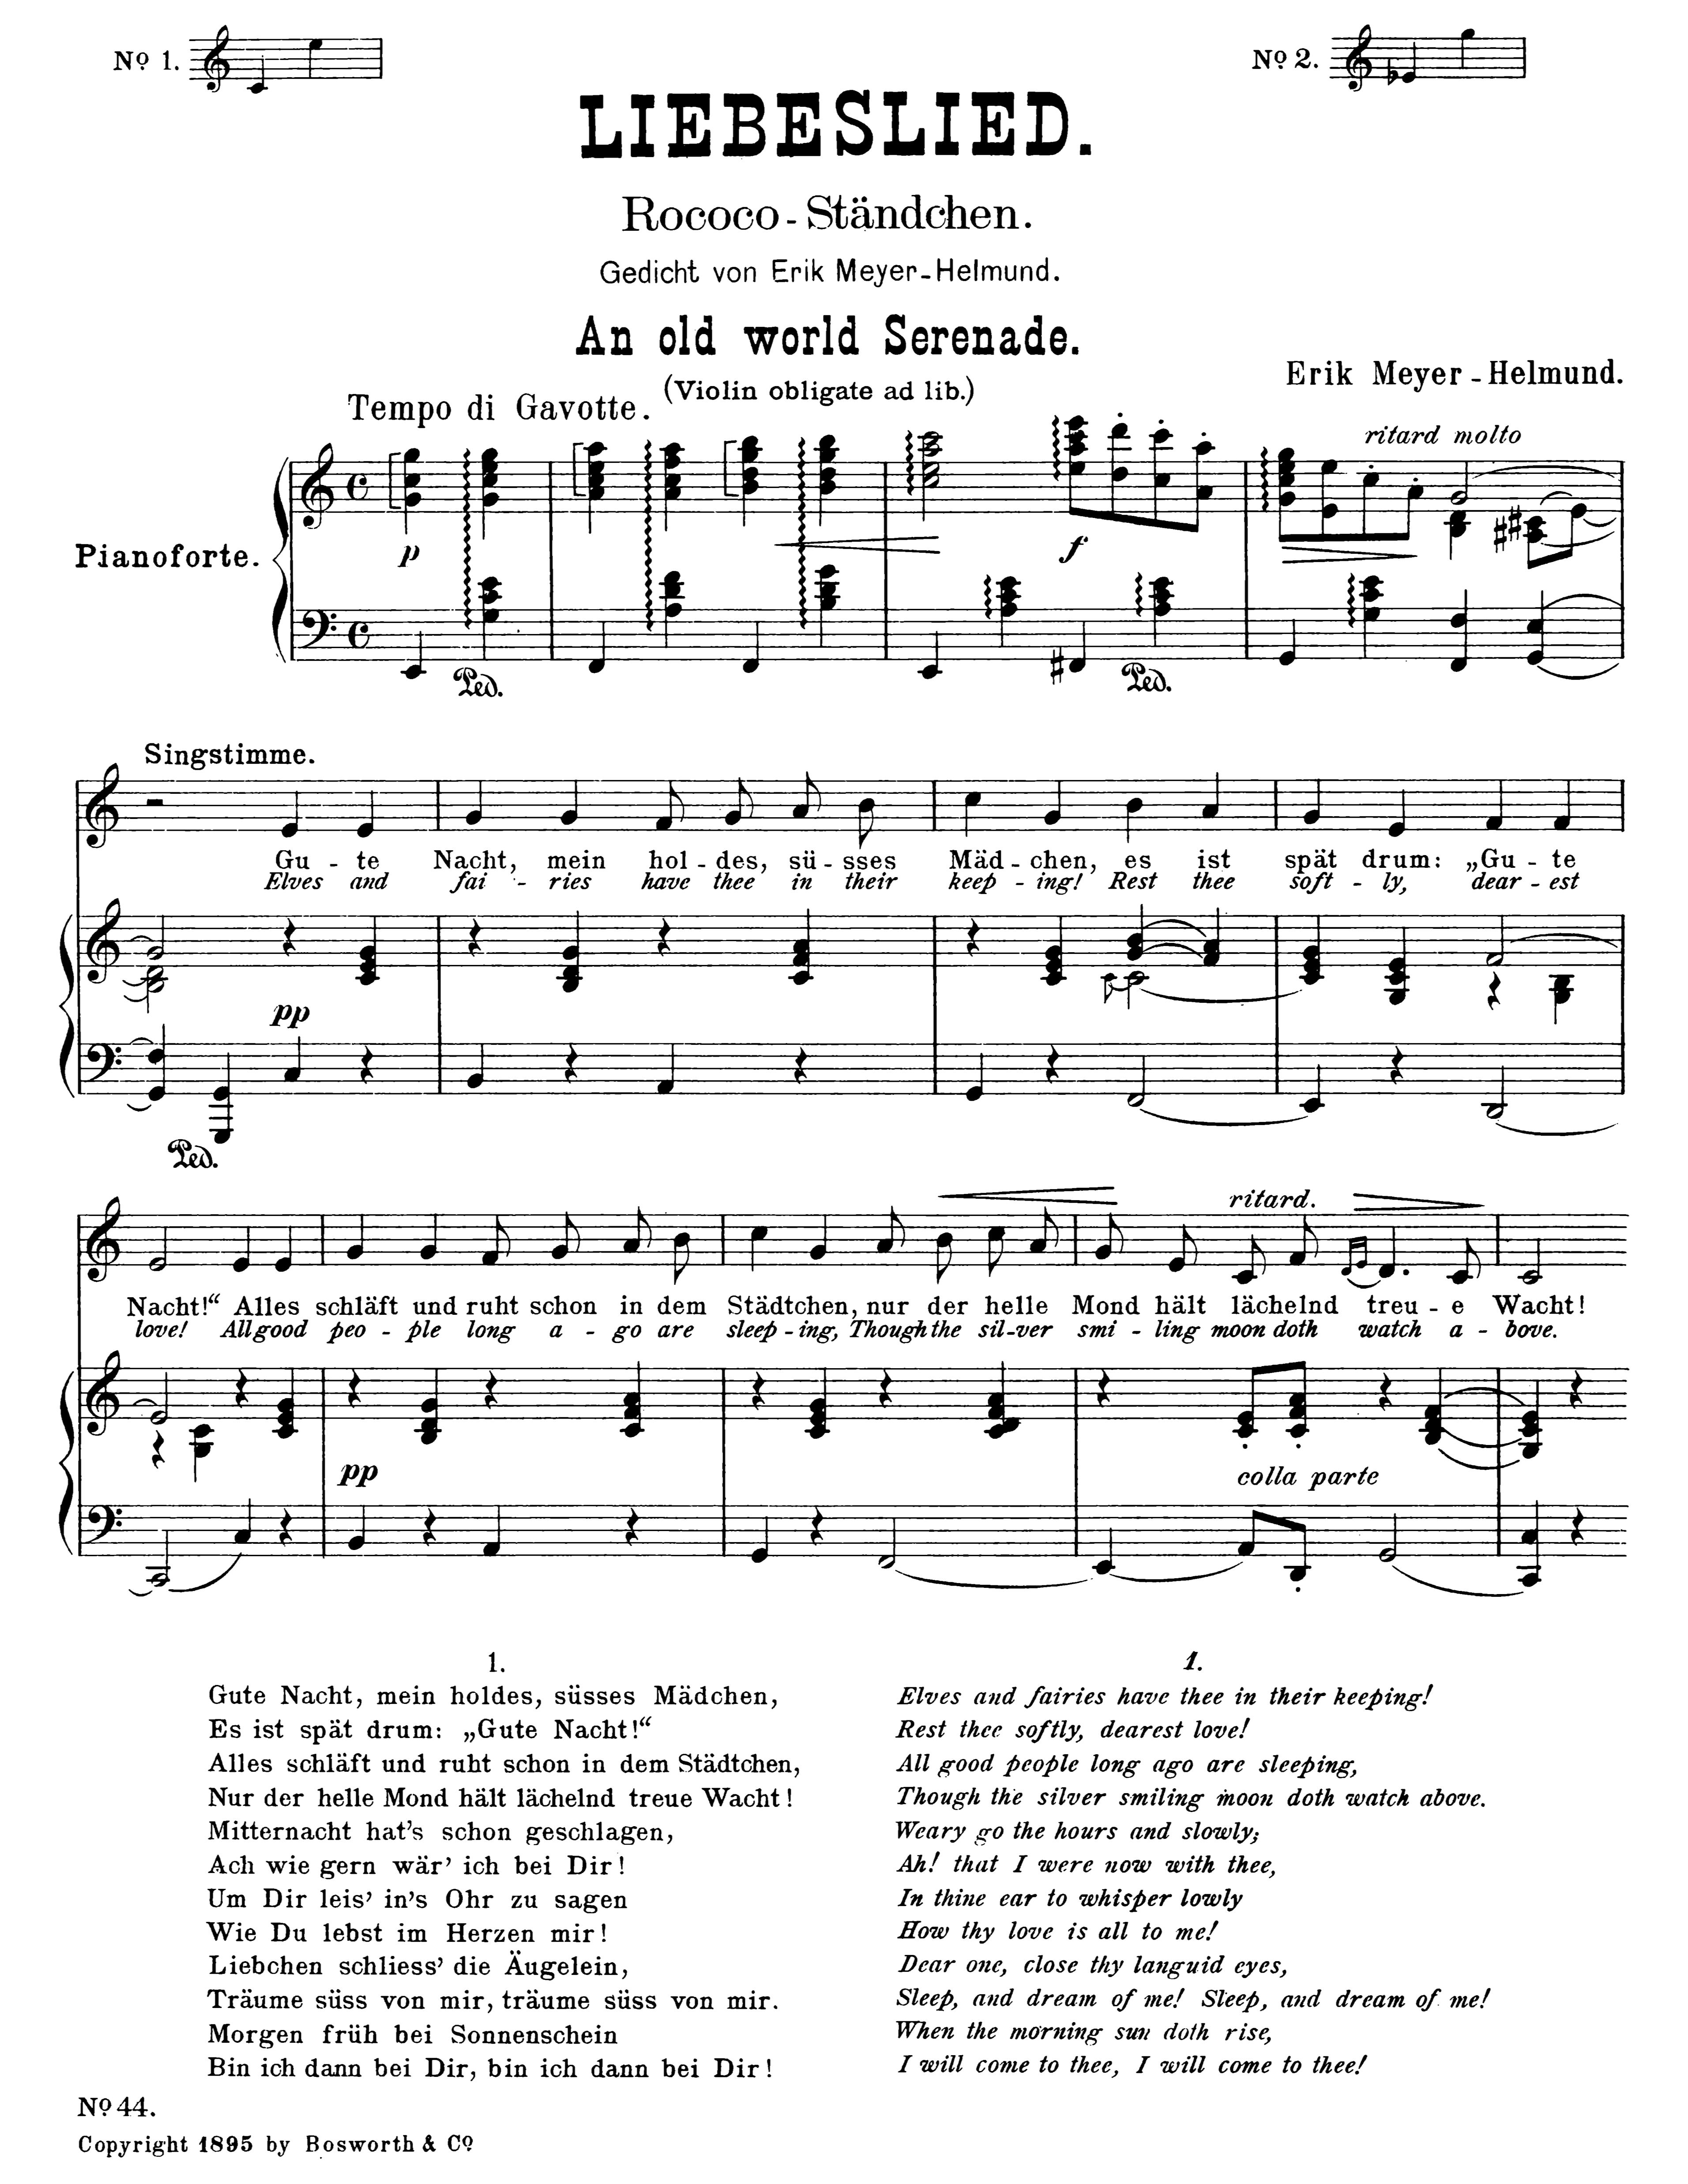 No 1.
No 2.
LIEBESLIED.
Rococo-Ständchen.
Gedicht von Erik Meyer-Helmund.
An old world Serenade.
(Violin obligate ad lib.)
Erik Meyer-Helmund.
Tempo di Gavotte.
ritard molto
Pianoforte.
p
f
Ped.
Ped.
Singstimme.
Gu - te Nacht, mein hol - des, sü - sses Mäd - chen, es ist spät drum: „Gu - te
Elves and fai - ries have thee in their keep - ing! Rest thee soft - ly, dear - est
pp
Ped.
ritard.
Nacht!“ Alles schläft und ruht schon in dem Städtchen, nur der helle Mond hält lächelnd treu - e Wacht!
love! All good peo - ple long a - go are sleep - ing, Though the sil - ver smi - ling moon doth watch a - bove.
pp
colla parte
1.
Gute Nacht, mein holdes, süsses Mädchen,
Es ist spät drum: „Gute Nacht!“
Alles schläft und ruht schon in dem Städtchen,
Nur der helle Mond hält lächelnd treue Wacht!
Mitternacht hat's schon geschlagen,
Ach wie gern wär' ich bei Dir!
Um Dir leis' in's Ohr zu sagen
Wie Du lebst im Herzen mir!
Liebchen schliess' die Äugelein,
Träume süss von mir, träume süss von mir.
Morgen früh bei Sonnenschein
Bin ich dann bei Dir, bin ich dann bei Dir!
1.
Elves and fairies have thee in their keeping!
Rest thee softly, dearest love!
All good people long ago are sleeping,
Though the silver smiling moon doth watch above.
Weary go the hours and slowly;
Ah! that I were now with thee,
In thine ear to whisper lowly
How thy love is all to me!
Dear one, close thy languid eyes,
Sleep, and dream of me! Sleep, and dream of me!
When the morning sun doth rise,
I will come to thee, I will come to thee!
No 44.
Copyright 1895 by Bosworth & Co